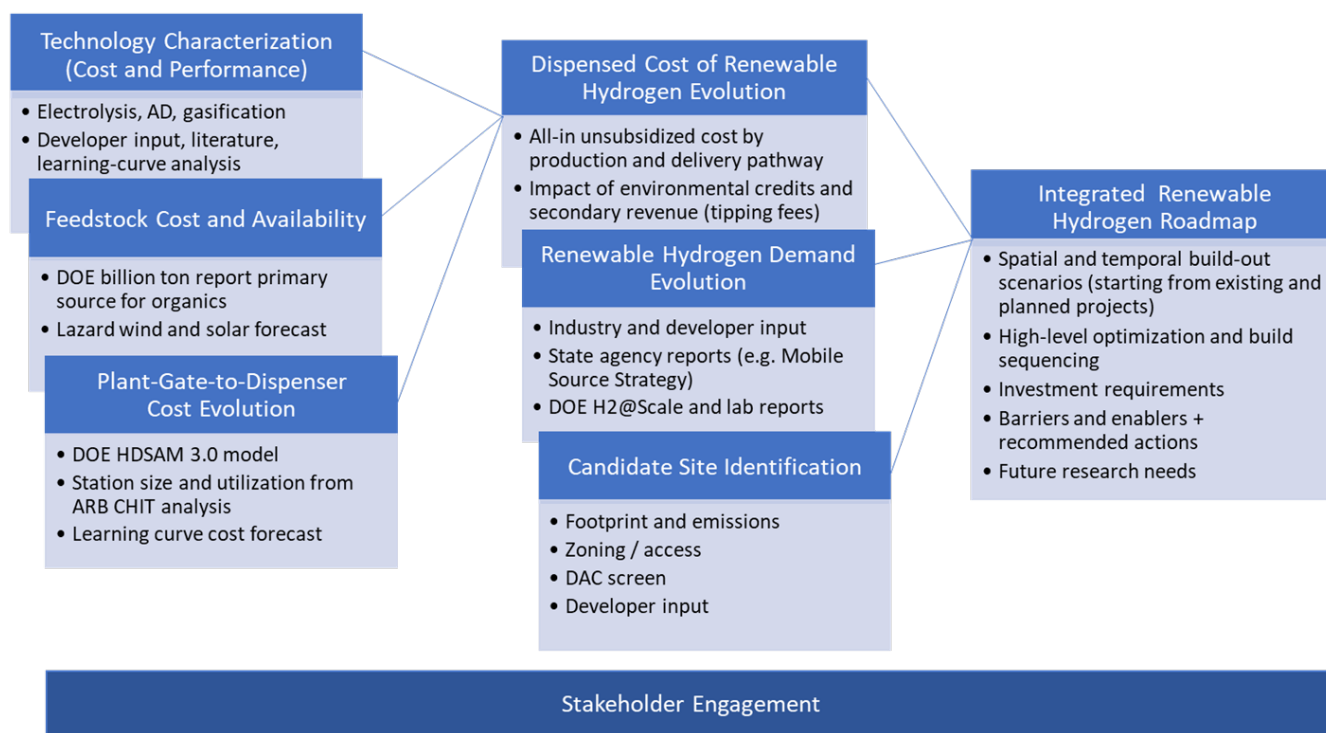 Technology Characterization
(Cost and Performance)
• Electrolysis, AD, gasification
• Developer input, literature,
learning-curve analysis
Feedstock Cost and Availability
• DOE billion ton report primary
source for organics
• Lazard wind and solar forecast
Plant-Gate-to-Dispenser
Cost Evolution
• DOE HDSAM 3.0 model
• Station size and utilization from
ARB CHIT analysis
• Learning curve cost forecast
Dispensed Cost of Renewable
Hydrogen Evolution
• All-in unsubsidized cost by
production and delivery pathway
• Impact of environmental credits and
secondary revenue (tipping fees)
Renewable Hydrogen Demand
Evolution
• Industry and developer input
• State agency reports (e.g. Mobile
Source Strategy)
• DOE H2@Scale and lab reports
Candidate Site Identification
• Footprint and emissions
• Zoning / access
• DAC screen
• Developer input
Integrated Renewable
Hydrogen Roadmap
• Spatial and temporal build-out
scenarios (starting from existing and
planned projects)
• High-level optimization and build
sequencing
• Investment requirements
• Barriers and enablers +
recommended actions
• Future research needs
Stakeholder Engagement